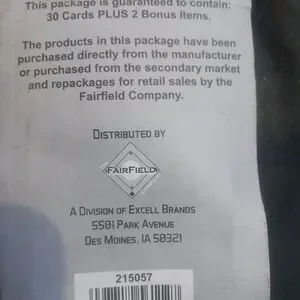 This package is guaranteed to contain:
30 Cards PLUS 2 Bonus Items.
The products in this package have been
purchased directly from the manufacturer
or purchased from the secondary market
and repackages for retail sales by the
Fairfield Company.
DISTRIBUTED BY
FAIRFIELD
A DIVISION OF EXCELL BRANDS
5501 PARK AVENUE
DES MOINES, IA 50321
215057